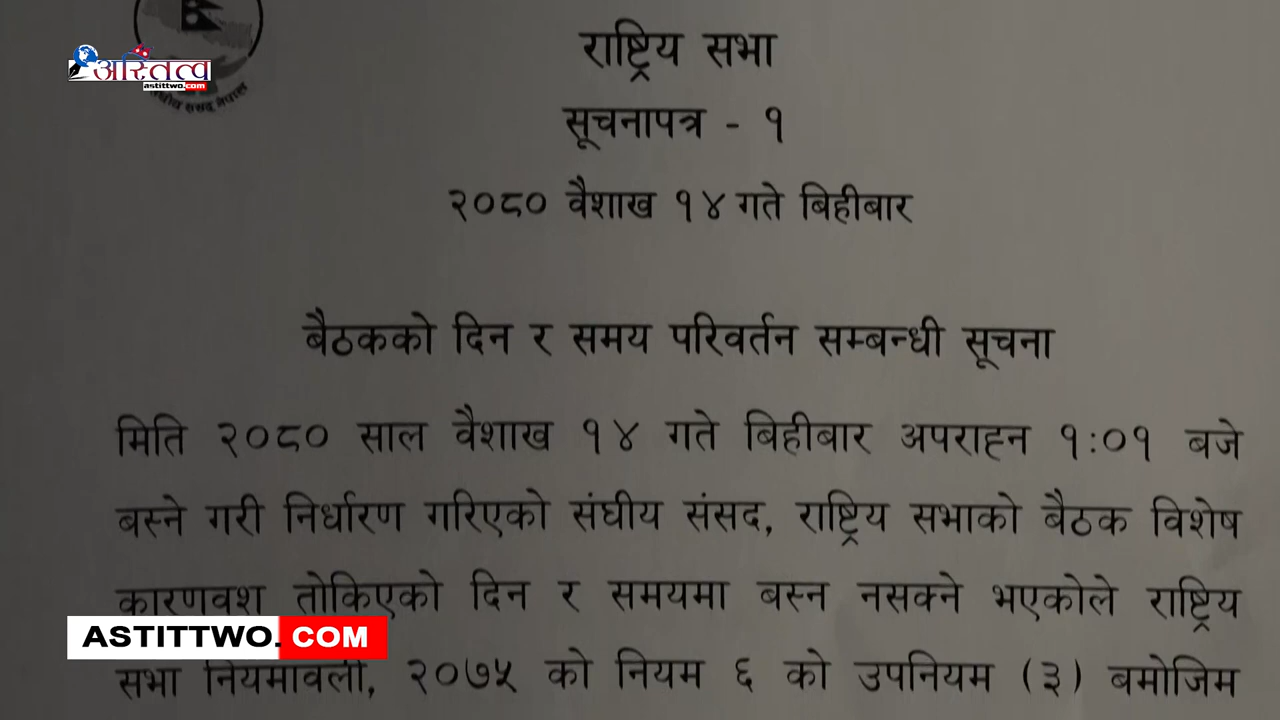 राष्ट्रिय सभा
अस्तित्व
astittwo.com
संसद नेपाल
सूचनापत्र - १
२०८० वैशाख १४ गते बिहीबार
बैठकको दिन र समय परिवर्तन सम्बन्धी सूचना
मिति २०८० साल वैशाख १४ गते बिहीबार अपराह्न १:०१ बजे
बस्ने गरी निर्धारण गरिएको संघीय संसद, राष्ट्रिय सभाको बैठक विशेष
कारणवश तोकिएको दिन र समयमा बस्न नसक्ने भएकोले राष्ट्रिय
ASTITTWO.COM
सभा नियमावली, २०७५ को नियम ६ को उपनियम (३) बमोजिम